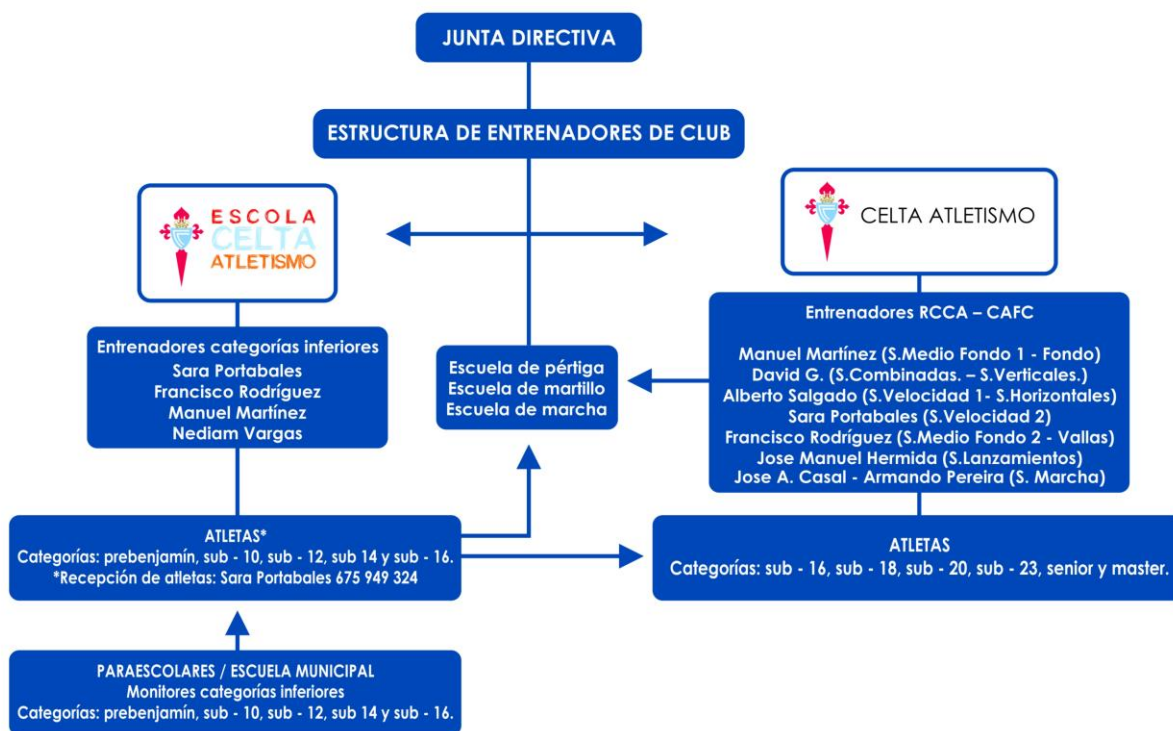 JUNTA DIRECTIVA
ESTRUCTURA DE ENTRENADORES DE CLUB
ESCOLA
CELTA
ATLETISMO
CELTA ATLETISMO
Entrenadores categorías inferiores
Sara Portabales
Francisco Rodríguez
Manuel Martínez
Nediam Vargas
Escuela de pértiga
Escuela de martillo
Escuela de marcha
Entrenadores RCCA – CAFC
Manuel Martínez (S.Medio Fondo 1 - Fondo)
David G. (S.Combinadas. – S.Verticales.)
Alberto Salgado (S.Velocidad 1- S.Horizontales)
Sara Portabales (S.Velocidad 2)
Francisco Rodríguez (S.Medio Fondo 2 - Vallas)
Jose Manuel Hermida (S.Lanzamientos)
Jose A. Casal - Armando Pereira (S. Marcha)
ATLETAS*
Categorías: prebenjamín, sub - 10, sub - 12, sub 14 y sub - 16.
*Recepción de atletas: Sara Portabales 675 949 324
ATLETAS
Categorías: sub - 16, sub - 18, sub - 20, sub - 23, senior y master.
PARAESCOLARES / ESCUELA MUNICIPAL
Monitores categorías inferiores
Categorías: prebenjamín, sub - 10, sub - 12, sub 14 y sub - 16.